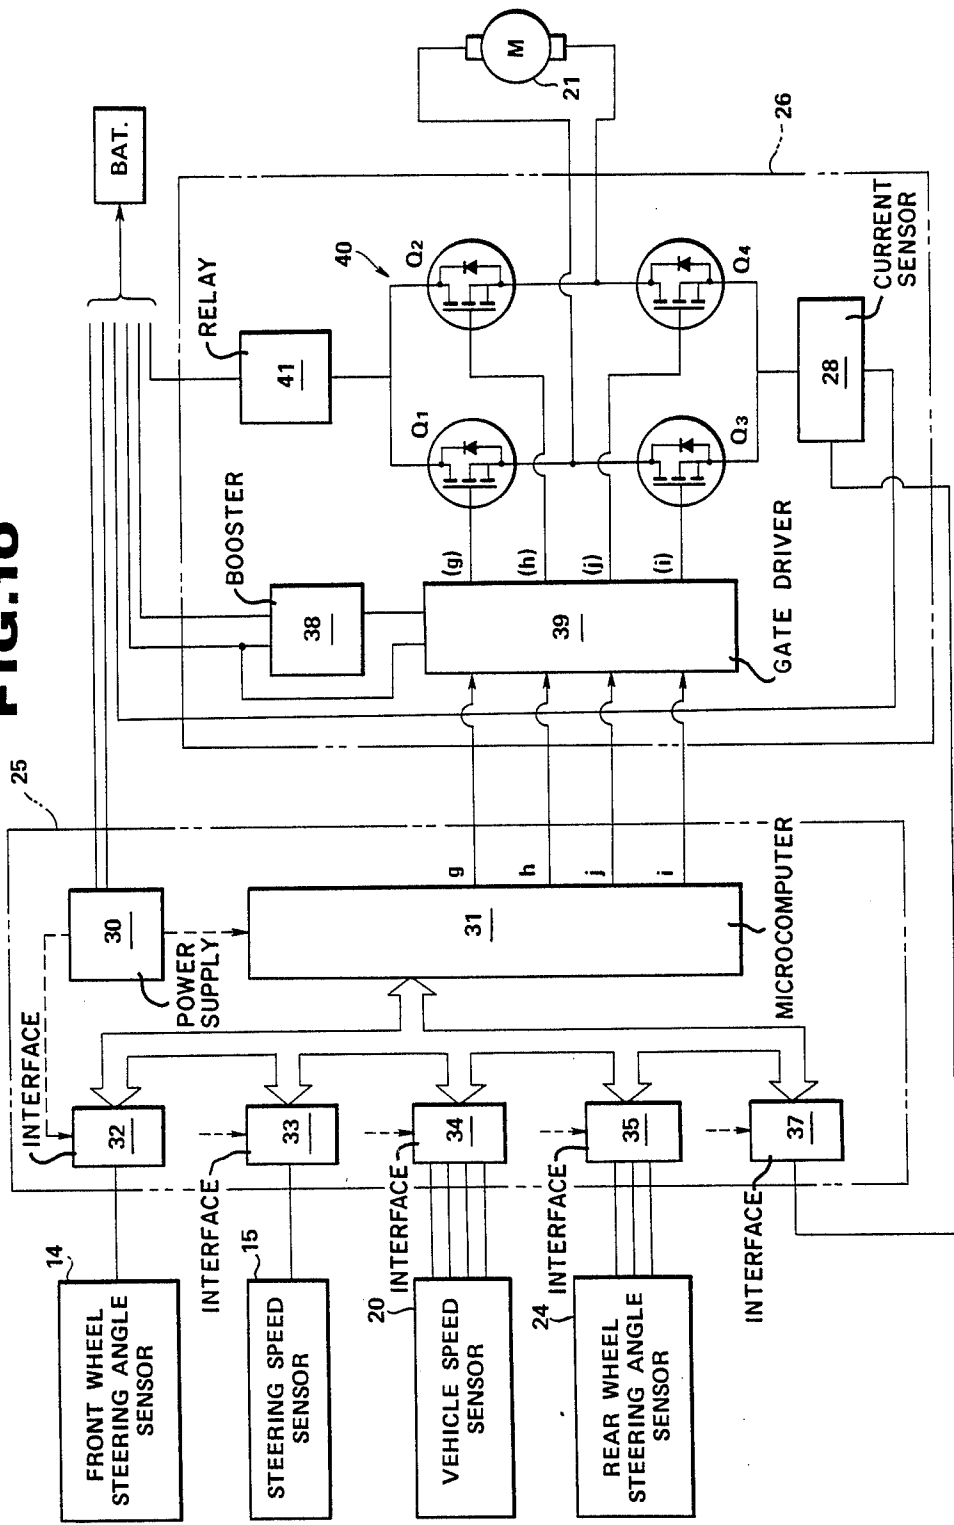 25
INTERFACE
32
30
POWER
SUPPLY
BAT.
14
FRONT WHEEL
STEERING ANGLE
SENSOR
15
STEERING SPEED
SENSOR
INTERFACE
33
20
VEHICLE SPEED
SENSOR
INTERFACE
34
24
REAR WHEEL
STEERING ANGLE
SENSOR
INTERFACE
35
INTERFACE
37
31
MICROCOMPUTER
g
h
j
i
BOOSTER
38
39
GATE DRIVER
(g)
(h)
(j)
(i)
RELAY
41
40
Q1
Q2
Q3
Q4
28
CURRENT
SENSOR
26
M
21